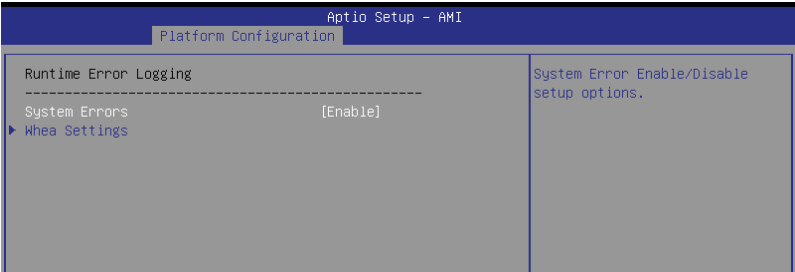 Aptio Setup – AMI
Platform Configuration
Runtime Error Logging
--------------------------------------------------
System Errors [Enable]
Whea Settings
System Error Enable/Disable
setup options.